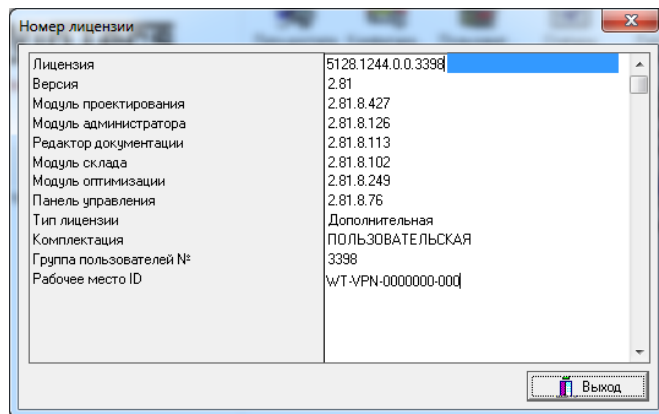 Номер лицензии
Лицензия 5128.1244.0.0.3398
Версия 2.81
Модуль проектирования 2.81.8.427
Модуль администратора 2.81.8.126
Редактор документации 2.81.8.113
Модуль склада 2.81.8.102
Модуль оптимизации 2.81.8.249
Панель управления 2.81.8.76
Тип лицензии Дополнительная
Комплектация ПОЛЬЗОВАТЕЛЬСКАЯ
Группа пользователей № 3398
Рабочее место ID WT-VPN-0000000-000
Выход